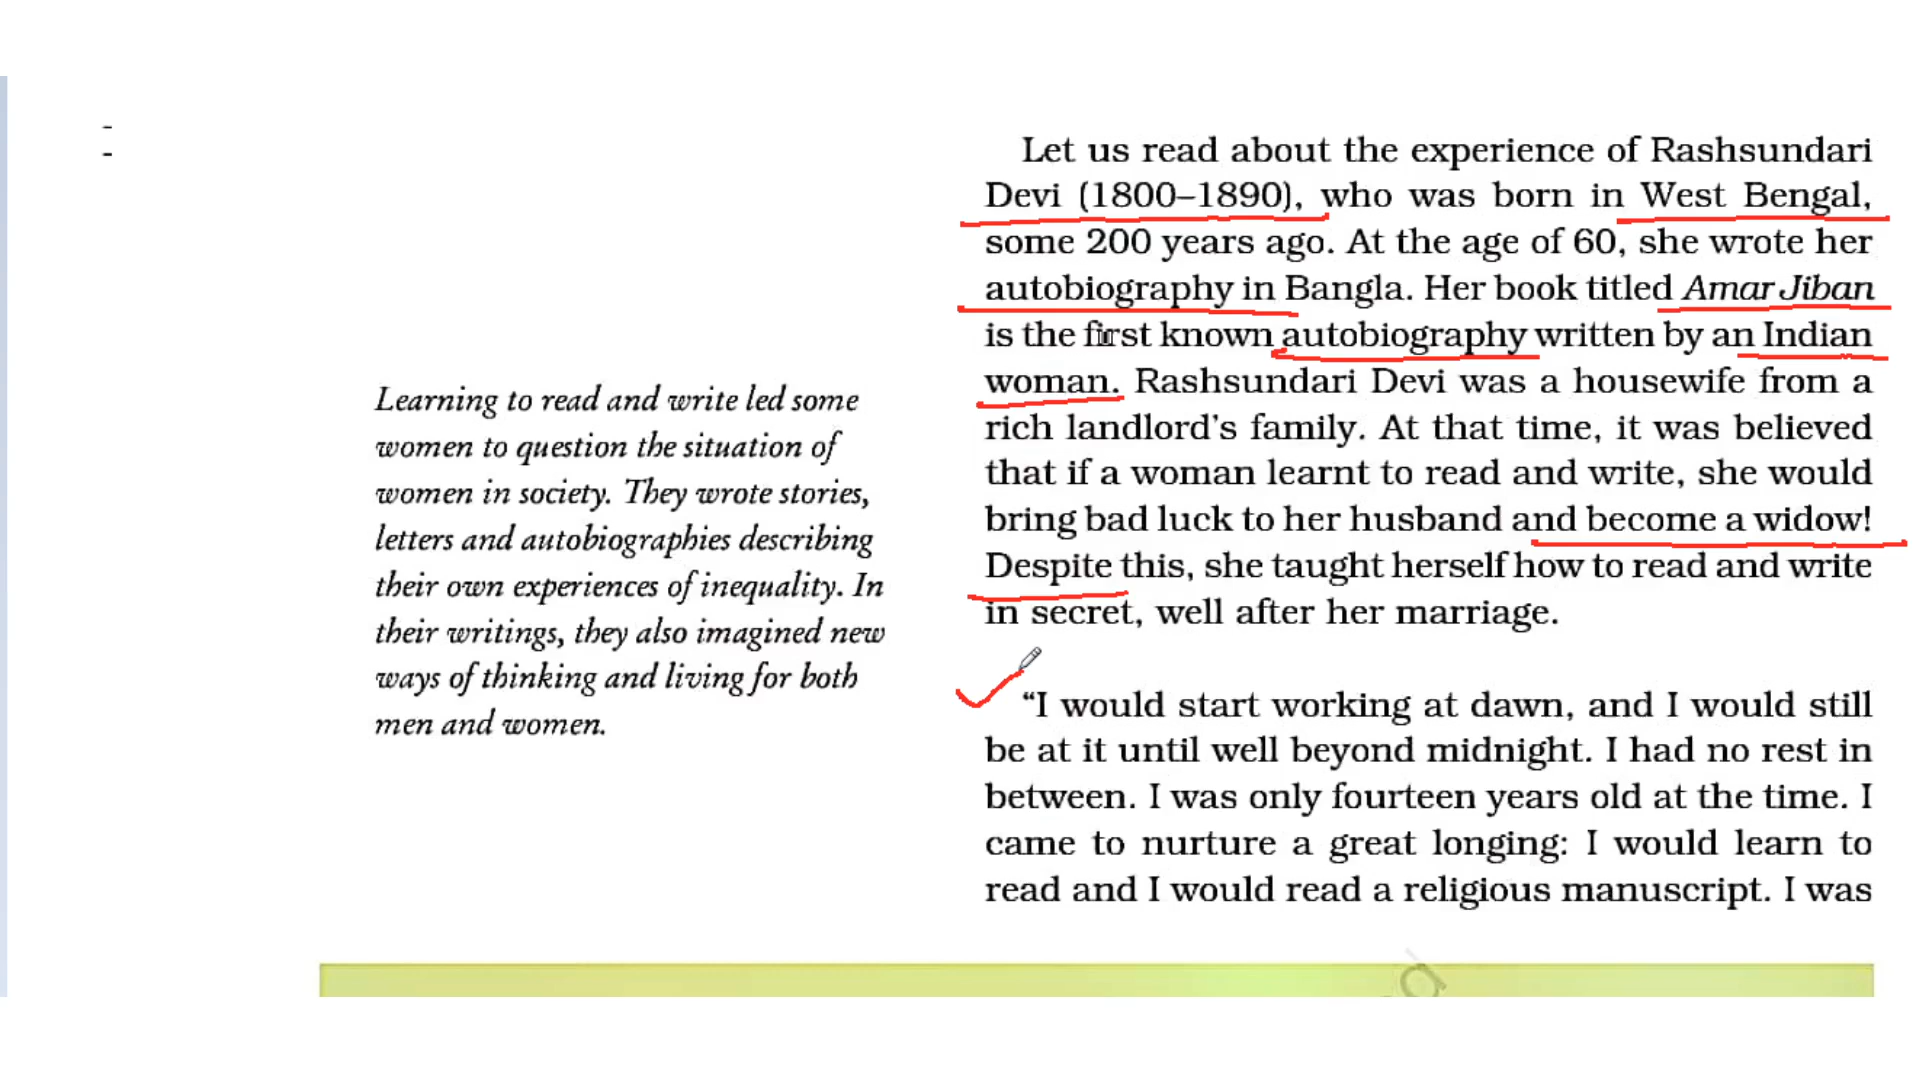 -
-
Learning to read and write led some
women to question the situation of
women in society. They wrote stories,
letters and autobiographies describing
their own experiences of inequality. In
their writings, they also imagined new
ways of thinking and living for both
men and women.
Let us read about the experience of Rashsundari
Devi (1800–1890), who was born in West Bengal,
some 200 years ago. At the age of 60, she wrote her
autobiography in Bangla. Her book titled Amar Jiban
is the first known autobiography written by an Indian
woman. Rashsundari Devi was a housewife from a
rich landlord’s family. At that time, it was believed
that if a woman learnt to read and write, she would
bring bad luck to her husband and become a widow!
Despite this, she taught herself how to read and write
in secret, well after her marriage.
“I would start working at dawn, and I would still
be at it until well beyond midnight. I had no rest in
between. I was only fourteen years old at the time. I
came to nurture a great longing: I would learn to
read and I would read a religious manuscript. I was